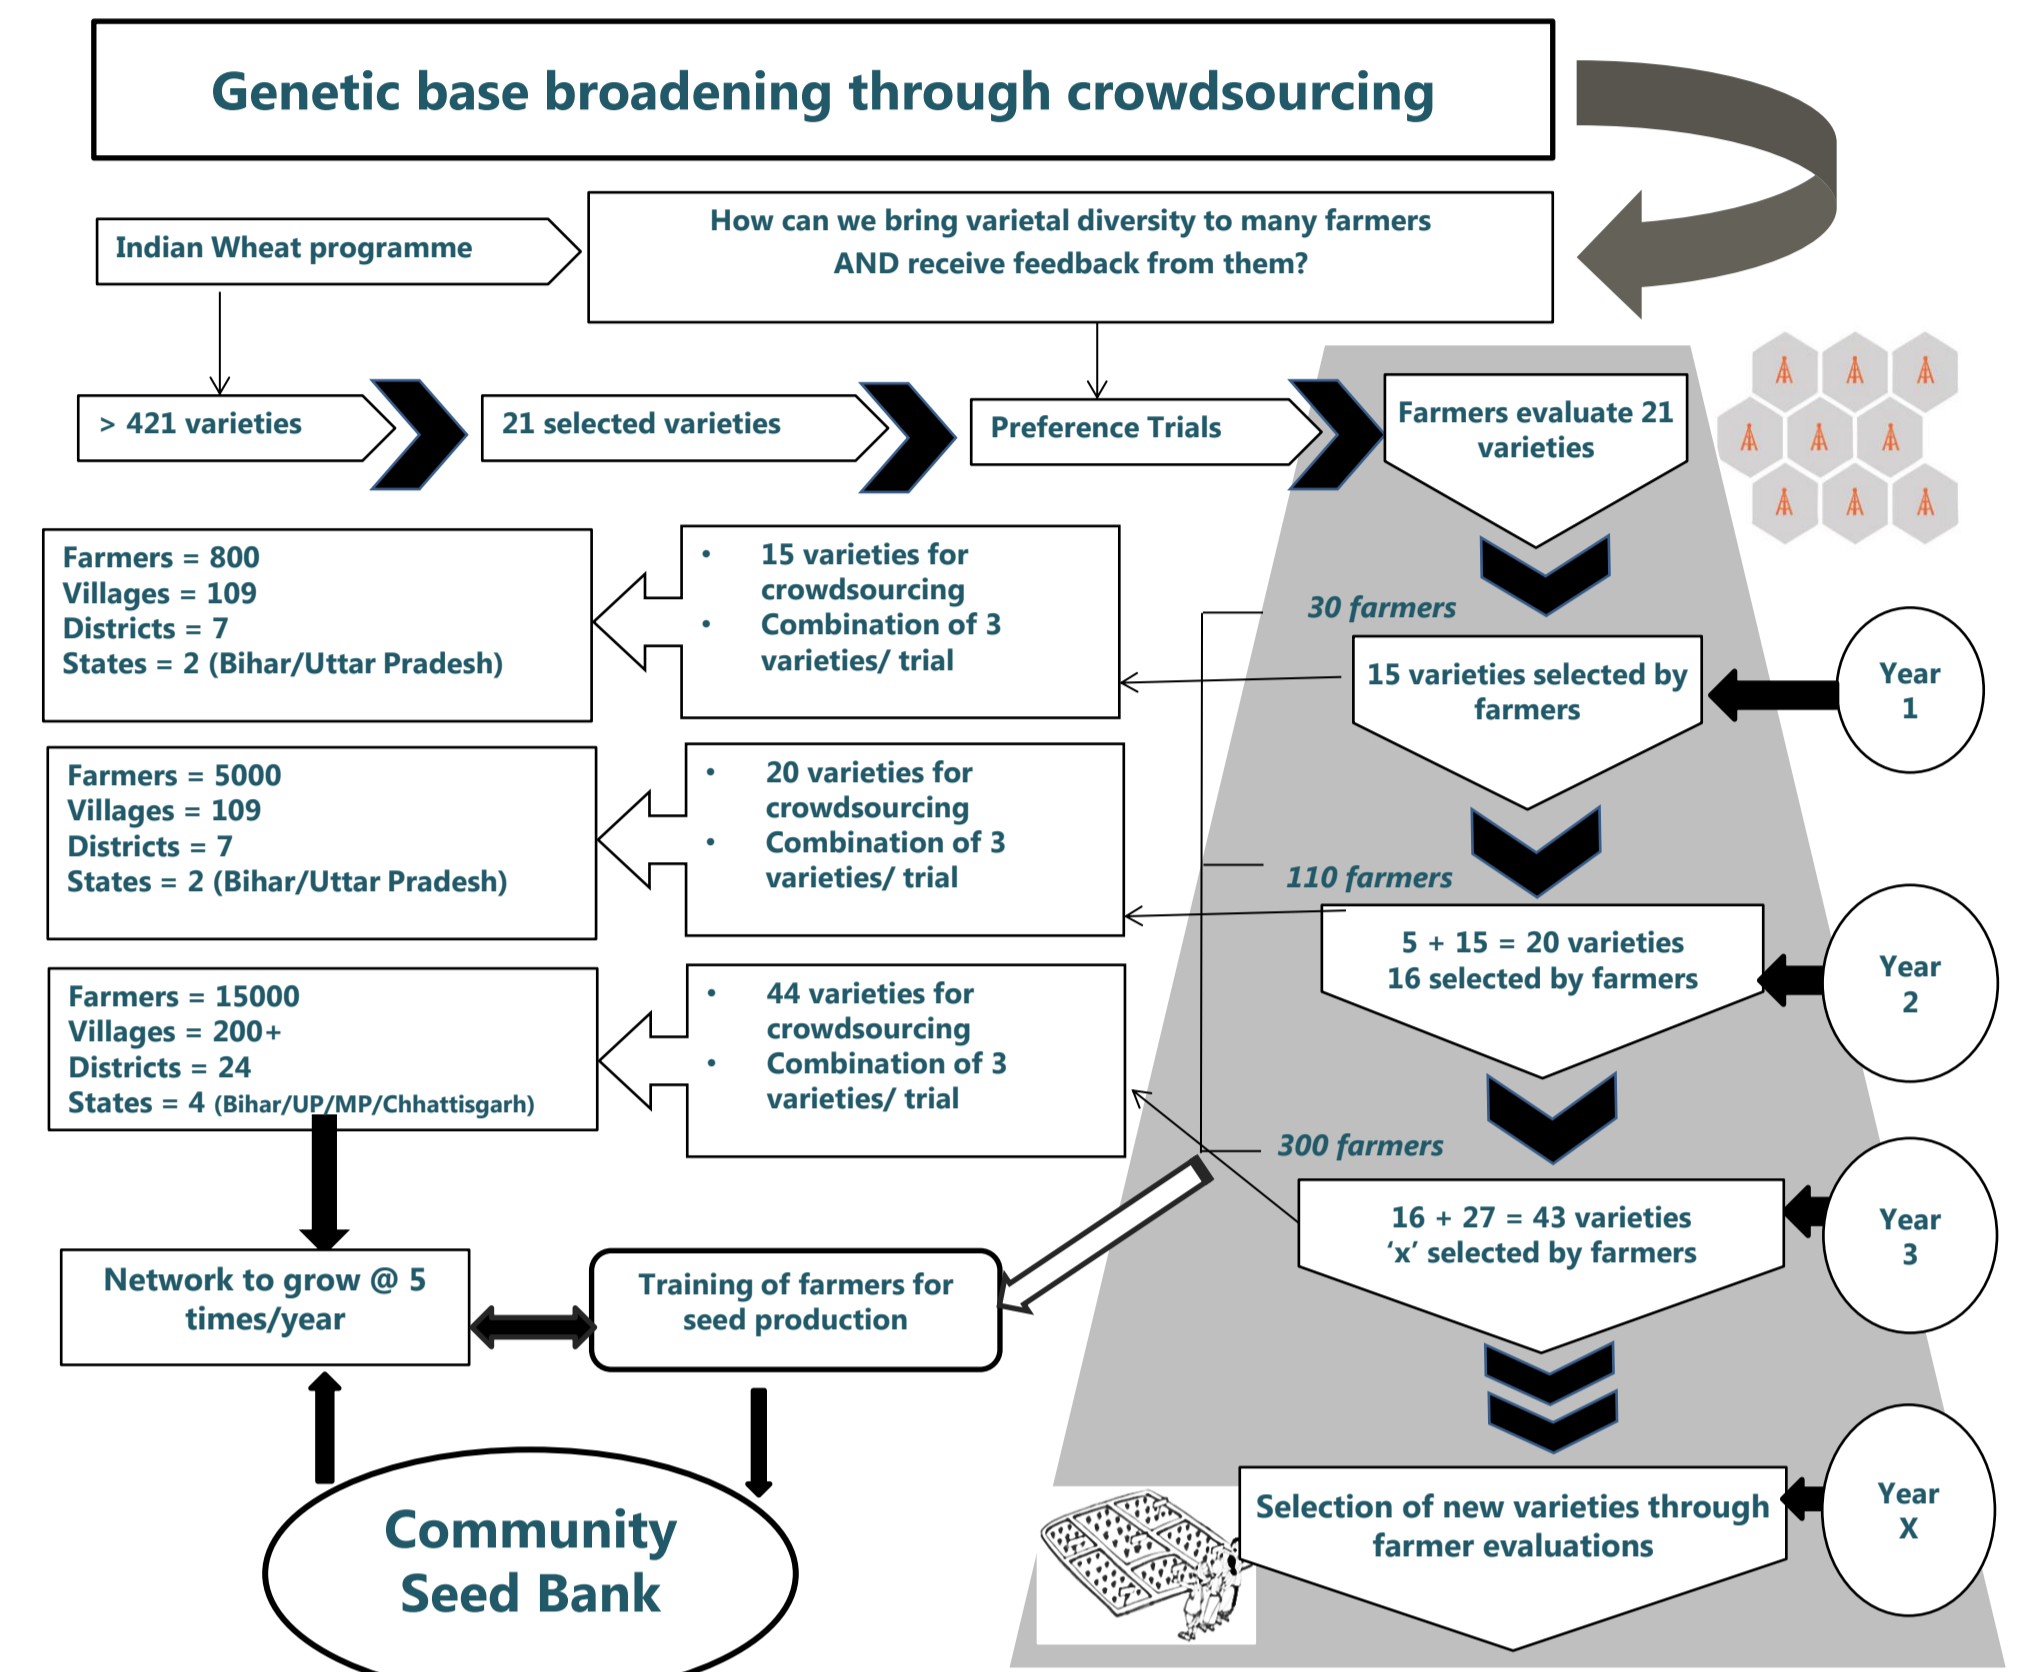 Genetic base broadening through crowdsourcing
Indian Wheat programme
How can we bring varietal diversity to many farmers
AND receive feedback from them?
> 421 varieties
21 selected varieties
Preference Trials
Farmers evaluate 21
varieties
Farmers = 800
Villages = 109
Districts = 7
States = 2 (Bihar/Uttar Pradesh)
• 15 varieties for
crowdsourcing
• Combination of 3
varieties/ trial
30 farmers
15 varieties selected by
farmers
Year
1
Farmers = 5000
Villages = 109
Districts = 7
States = 2 (Bihar/Uttar Pradesh)
• 20 varieties for
crowdsourcing
• Combination of 3
varieties/ trial
110 farmers
5 + 15 = 20 varieties
16 selected by farmers
Year
2
Farmers = 15000
Villages = 200+
Districts = 24
States = 4 (Bihar/UP/MP/Chhattisgarh)
• 44 varieties for
crowdsourcing
• Combination of 3
varieties/ trial
300 farmers
16 + 27 = 43 varieties
‘x’ selected by farmers
Year
3
Network to grow @ 5
times/year
Training of farmers for
seed production
Community
Seed Bank
Selection of new varieties through
farmer evaluations
Year
X